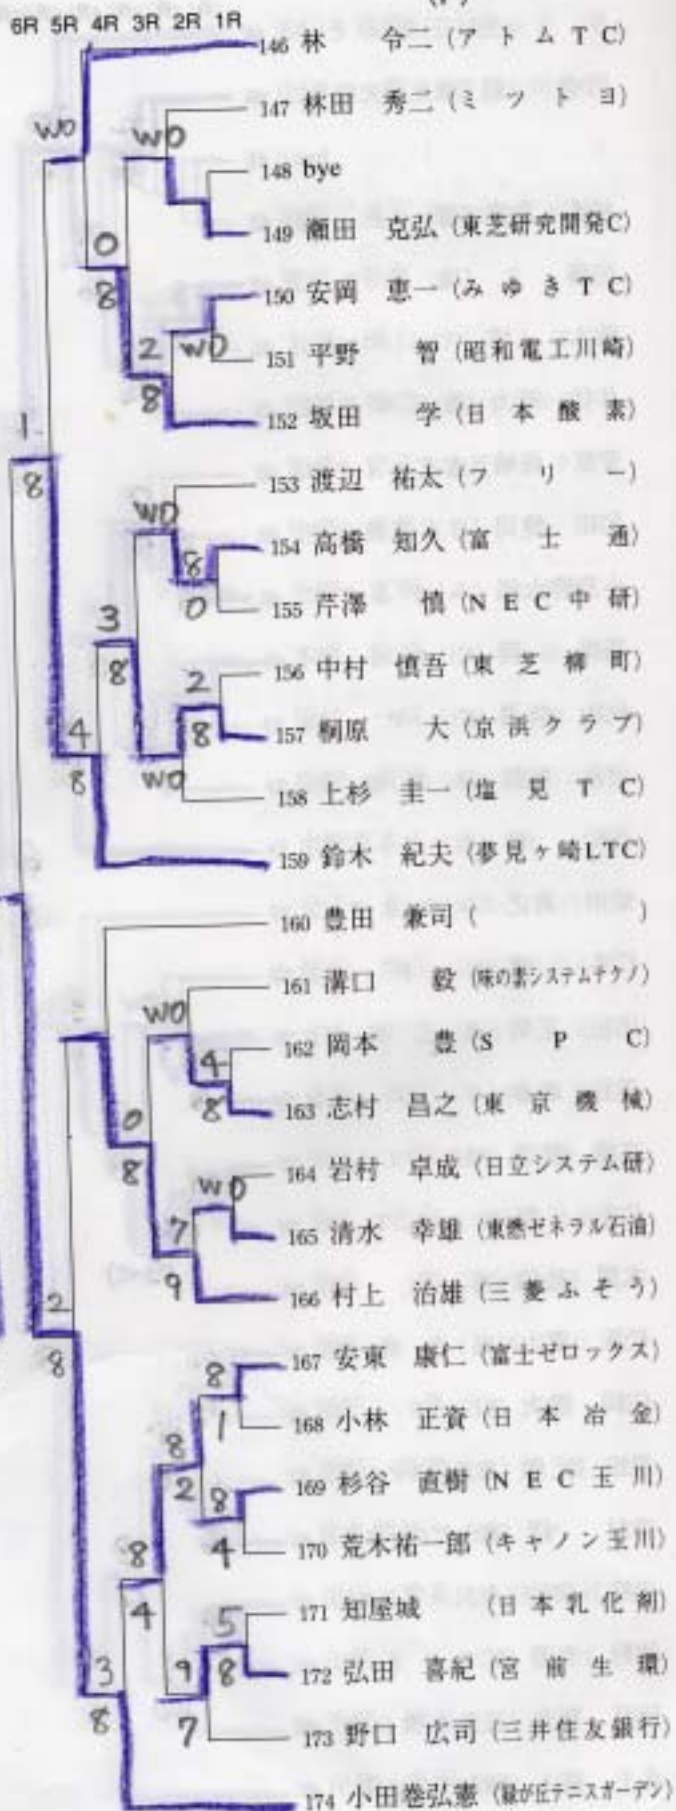 6R 5R 4R 3R 2R 1R
146 林 令二 (アトムTC)
147 林田 秀二 (ミツトヨ)
WO WO
148 bye
149 瀬田 克弘 (東芝研究開発C)
0
8
150 安岡 恵一 (みゆきTC)
2 WO
151 平野 智 (昭和電工川崎)
8
152 坂田 学 (日本酸素)
1
8
153 渡辺 祐太 (フリー)
WO
8
154 高橋 知久 (富士通)
0
155 芹澤 慎 (NEC中研)
3
8
2
156 中村 慎吾 (東芝柳町)
8
157 桐原 大 (京浜クラブ)
4
8
WO
158 上杉 圭一 (塩見TC)
159 鈴木 紀夫 (夢見ヶ崎LTC)
160 豊田 兼司 ( )
161 溝口 毅 (味の素システムテクノ)
WO
4
162 岡本 豊 (SPC)
8
163 志村 昌之 (東京機械)
0
8
WO
164 岩村 卓成 (日立システム研)
7
165 清水 幸雄 (東燃ゼネラル石油)
9
166 村上 治雄 (三菱ふそう)
2
8
8
167 安東 康仁 (富士ゼロックス)
1
168 小林 正資 (日本冶金)
8
2
8
169 杉谷 直樹 (NEC玉川)
4
170 荒木祐一郎 (キャノン玉川)
8
4
5
171 知屋城 (日本乳化剤)
3
8
9
8
172 弘田 喜紀 (宮前生環)
7
173 野口 広司 (三井住友銀行)
174 小田巻弘憲 (緑が丘テニスガーデン)